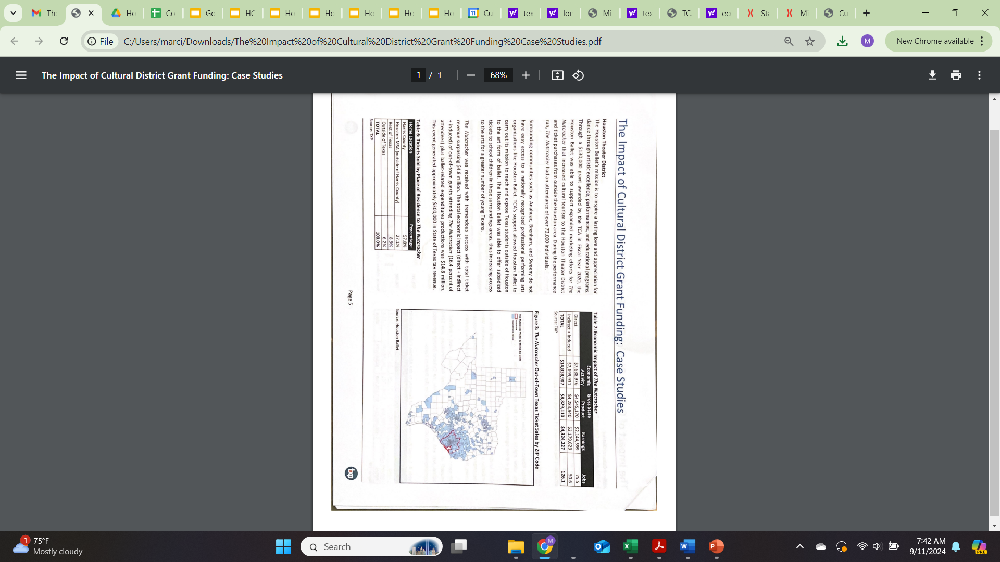 Th
Ho
Co
Go
HC
Ho
Ho
Ho
Ho
Ho
Cu
tex
lor
Mi
tex
TC
ec
Sta
Mi
Cu
File
C:/Users/marci/Downloads/The%20Impact%20of%20Cultural%20District%20Grant%20Funding%20Case%20Studies.pdf
M
New Chrome available
The Impact of Cultural District Grant Funding: Case Studies
1 / 1
68%
The Impact of Cultural District Grant Funding: Case Studies
Houston Theater District
The Houston Ballet's mission is to inspire a lasting love and appreciation for
dance through artistic excellence, performances, and educational programs.
Through a $130,000 grant awarded by the TCA in Fiscal Year 2020, the
Houston Ballet was able to support expanded marketing efforts for The
Nutcracker that increased cultural tourism to the Houston Theater District
and ticket purchases from outside the Houston area. During the performance
run, The Nutcracker had an attendance of over 72,000 individuals.
Surrounding communities such as Anahuac, Brenham, and Sweeny do not
have easy access to a nationally recognized professional performing arts
organizations like Houston Ballet. TCA's support allowed Houston Ballet to
carry out its mission to reach and expose Texas students outside of Houston
to the art form of ballet. The Houston Ballet was able to offer subsidized
tickets to school children in these surroundings areas, thus increasing access
to the arts for a greater number of young Texans.
The Nutcracker was received with tremendous success with total ticket
revenue surpassing $4.8 million. The total economic impact (direct + indirect
+ induced) of out-of-town guests attending The Nutcracker (16.4 percent of
attendees) plus ballet-related expenditures productions was $14.8 million.
This event generated approximately $300,000 in State of Texas tax revenue.
Table 6: Tickets Sold by Place of Residence to The Nutcracker
Home Location Percentage
Harris County 57.8%
Houston MSA (outside of Harris County) 27.1%
Rest of Texas 8.9%
Outside of Texas 6.2%
TOTAL 100.0%
Source: TXP
Table 7: Economic Impact of The Nutcracker
Economic Activity Gross State Product Earnings Jobs
Direct $7,638,976 $4,545,170 $2,144,599 75.5
Indirect + Induced $7,199,931 $4,283,940 $2,179,629 50.6
TOTAL $14,838,907 $8,829,110 $4,324,227 126.1
Source: TXP
Figure 3: The Nutcracker Out-of-Town Texas Ticket Sales by ZIP Code
The Nutcracker Visitor by Home Zip Code
Source: Houston Ballet
Page 5
txp
1
75°F
Mostly cloudy
Search
M
7:42 AM
9/11/2024
PRE